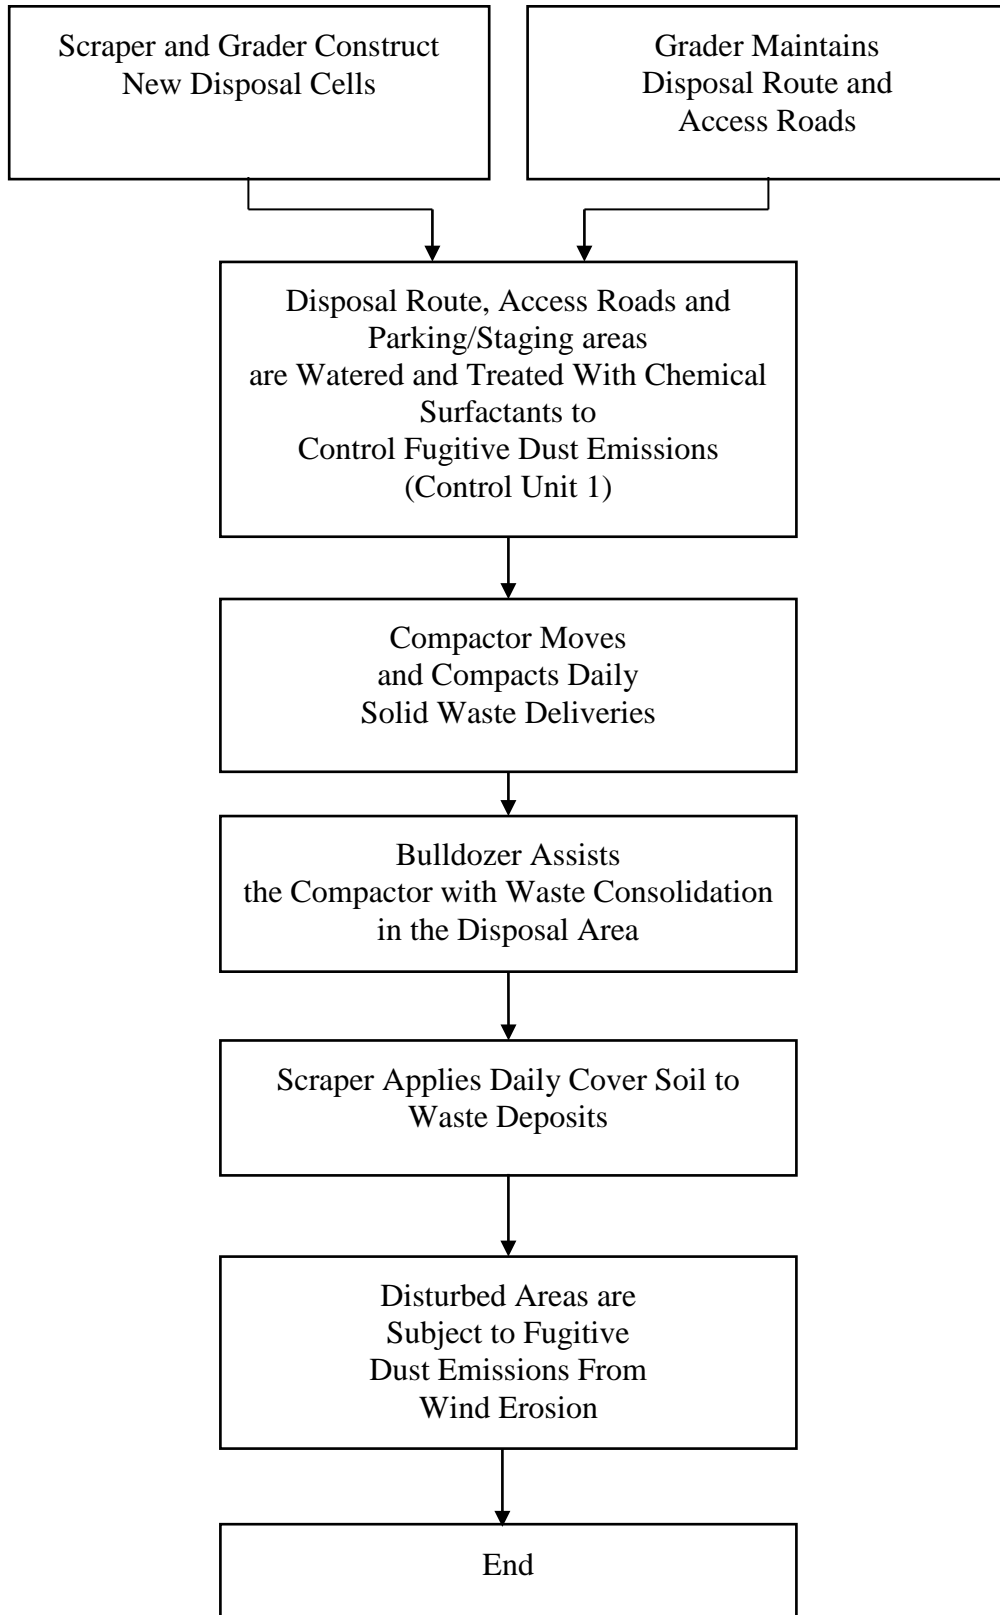 Scraper and Grader Construct
New Disposal Cells
Grader Maintains
Disposal Route and
Access Roads
Disposal Route, Access Roads and
Parking/Staging areas
are Watered and Treated With Chemical
Surfactants to
Control Fugitive Dust Emissions
(Control Unit 1)
Compactor Moves
and Compacts Daily
Solid Waste Deliveries
Bulldozer Assists
the Compactor with Waste Consolidation
in the Disposal Area
Scraper Applies Daily Cover Soil to
Waste Deposits
Disturbed Areas are
Subject to Fugitive
Dust Emissions From
Wind Erosion
End